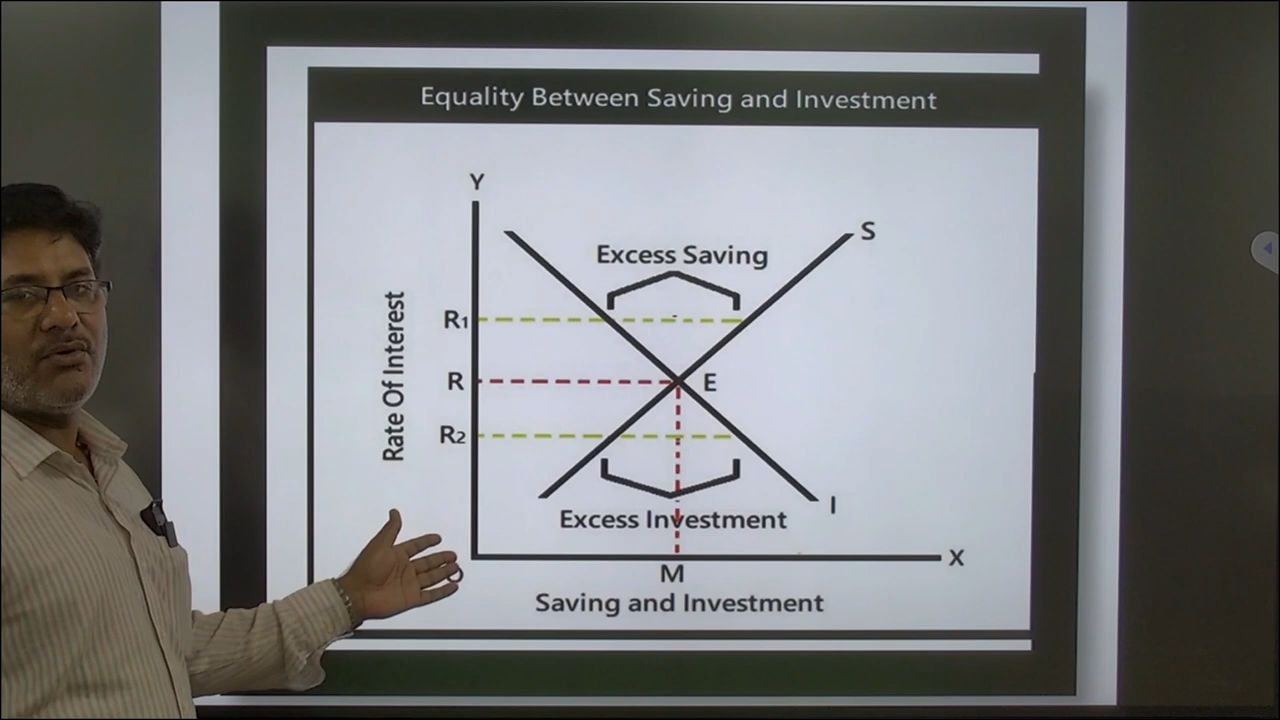 Equality Between Saving and Investment
Y
S
Excess Saving
R1
Rate Of Interest
R
E
R2
I
Excess Investment
X
O
M
Saving and Investment